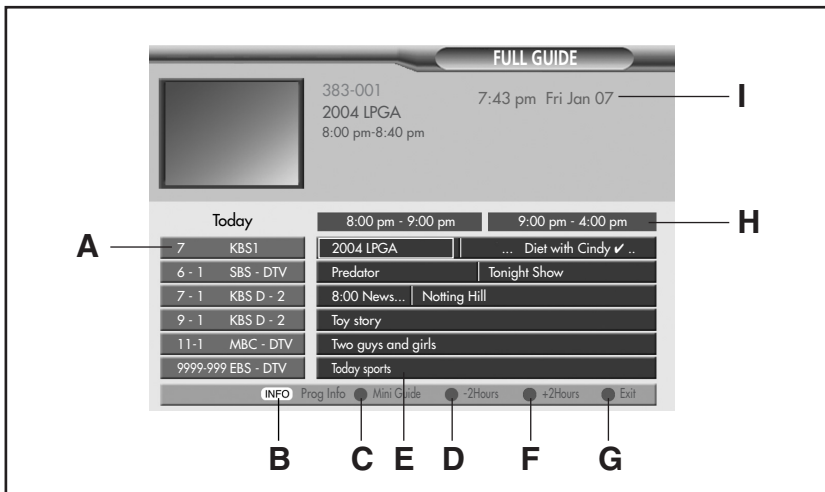 FULL GUIDE
383-001
7:43 pm Fri Jan 07
I
2004 LPGA
8:00 pm-8:40 pm
Today
8:00 pm - 9:00 pm
9:00 pm - 4:00 pm
H
A
7 KBS1
2004 LPGA
... Diet with Cindy ✔ ..
6 - 1 SBS - DTV
Predator
Tonight Show
7 - 1 KBS D - 2
8:00 News...
Notting Hill
9 - 1 KBS D - 2
Toy story
11-1 MBC - DTV
Two guys and girls
9999-999 EBS - DTV
Today sports
INFO Prog Info Mini Guide -2Hours +2Hours Exit
B C E D F G